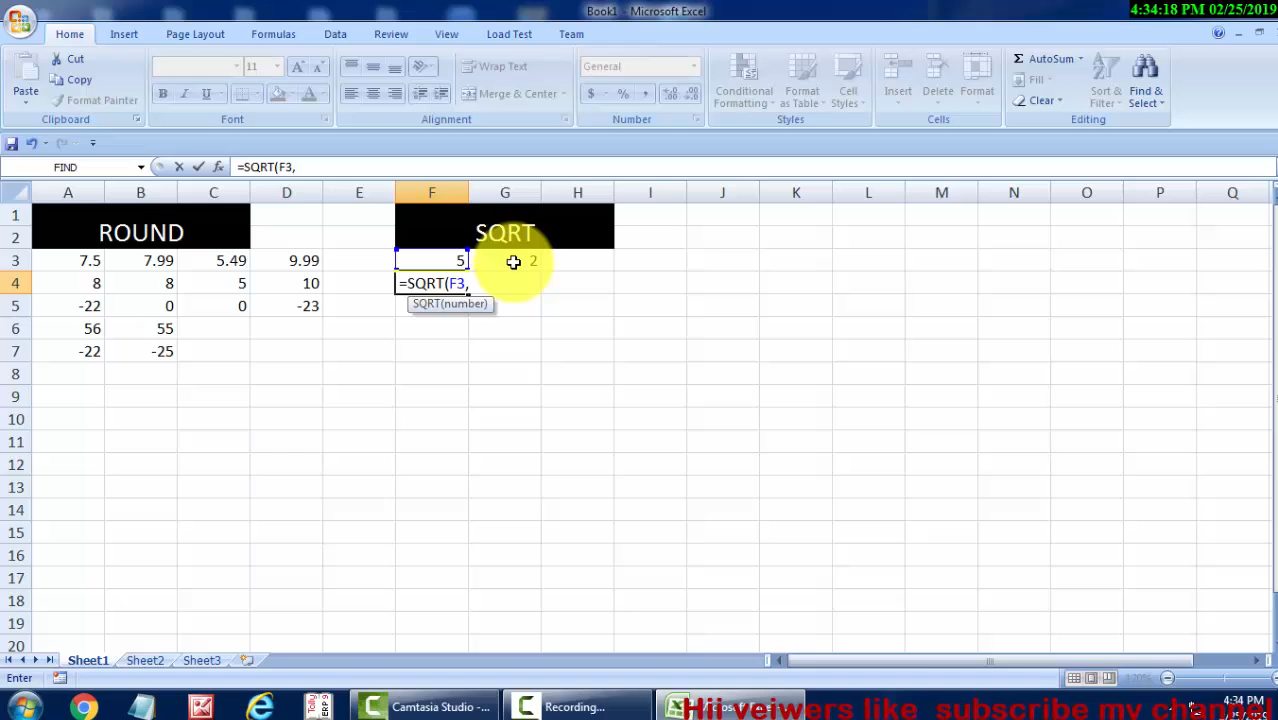 Book1 - Microsoft Excel
4:34:18 PM 02/25/2019
Home Insert Page Layout Formulas Data Review View Load Test Team
Paste Cut Copy Format Painter
11
B I U
Wrap Text
Merge & Center
General
$ % ,
Conditional Formatting
Format as Table
Cell Styles
Insert Delete Format
Σ AutoSum
Fill
Clear
Sort & Filter
Find & Select
Clipboard Font Alignment Number Styles Cells Editing
FIND =SQRT(F3,
A B C D E F G H I J K L M N O P Q
1
2 ROUND SQRT
3 7.5 7.99 5.49 9.99 5 2
4 8 8 5 10 =SQRT(F3,
5 -22 0 0 -23 SQRT(number)
6 56 55
7 -22 -25
8
9
10
11
12
13
14
15
16
17
18
19
20
Sheet1 Sheet2 Sheet3
Enter 120%
Camtasia Studio -... Recording...
4:34 PM
Hii veiwers like subscribe my channel